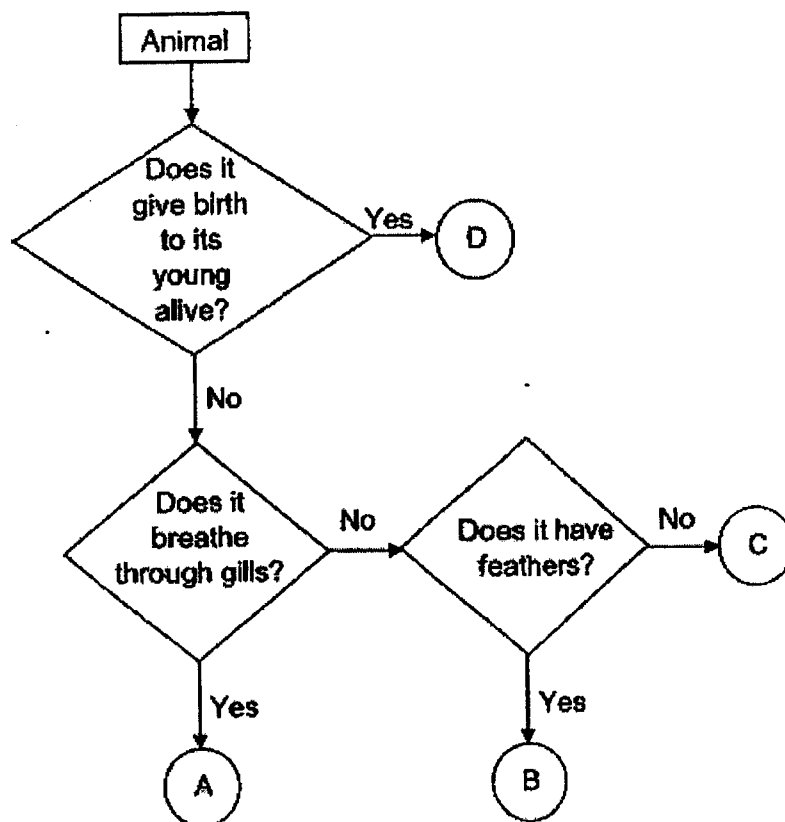 Animal
Does it
give birth
to its
young
alive?
Yes
D
No
Does it
breathe
through gills?
No
Does it have
feathers?
No
C
Yes
A
Yes
B